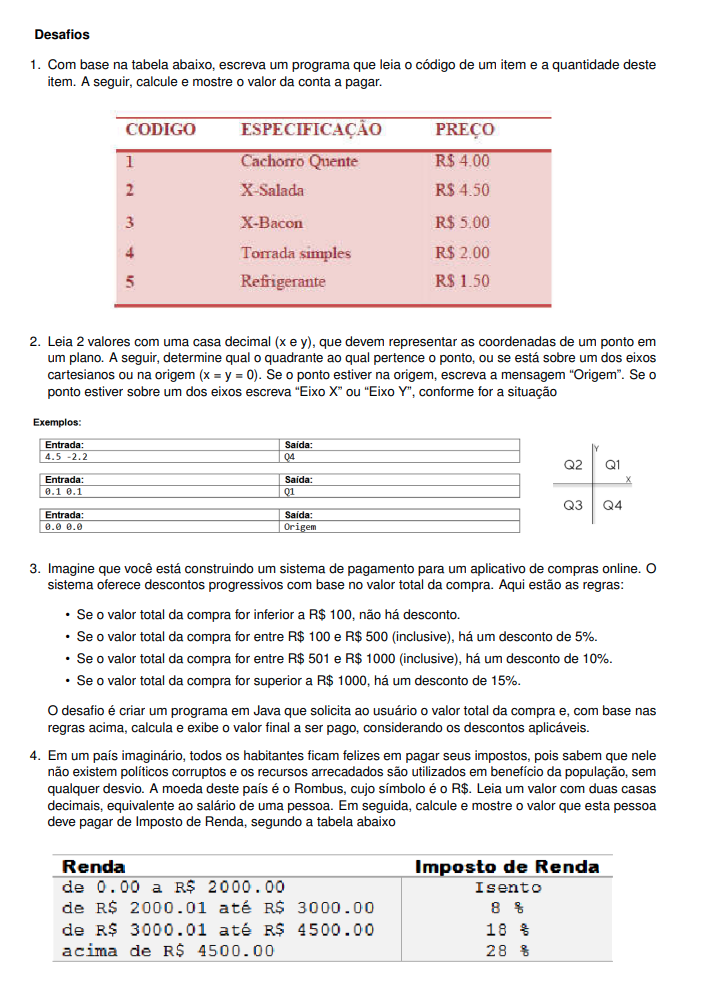 Desafios
1. Com base na tabela abaixo, escreva um programa que leia o código de um item e a quantidade deste
item. A seguir, calcule e mostre o valor da conta a pagar.
CODIGO ESPECIFICAÇÃO PREÇO
1 Cachorro Quente R$ 4.00
2 X-Salada R$ 4.50
3 X-Bacon R$ 5.00
4 Torrada simples R$ 2.00
5 Refrigerante R$ 1.50
2. Leia 2 valores com uma casa decimal (x e y), que devem representar as coordenadas de um ponto em
um plano. A seguir, determine qual o quadrante ao qual pertence o ponto, ou se está sobre um dos eixos
cartesianos ou na origem (x = y = 0). Se o ponto estiver na origem, escreva a mensagem “Origem”. Se o
ponto estiver sobre um dos eixos escreva “Eixo X” ou “Eixo Y”, conforme for a situação
Exemplos:
Entrada: Saída:
4.5 -2.2 Q4
Entrada: Saída:
0.1 0.1 Q1
Entrada: Saída:
0.0 0.0 Origem
Y
Q2 Q1
X
Q3 Q4
3. Imagine que você está construindo um sistema de pagamento para um aplicativo de compras online. O
sistema oferece descontos progressivos com base no valor total da compra. Aqui estão as regras:
• Se o valor total da compra for inferior a R$ 100, não há desconto.
• Se o valor total da compra for entre R$ 100 e R$ 500 (inclusive), há um desconto de 5%.
• Se o valor total da compra for entre R$ 501 e R$ 1000 (inclusive), há um desconto de 10%.
• Se o valor total da compra for superior a R$ 1000, há um desconto de 15%.
O desafio é criar um programa em Java que solicita ao usuário o valor total da compra e, com base nas
regras acima, calcula e exibe o valor final a ser pago, considerando os descontos aplicáveis.
4. Em um país imaginário, todos os habitantes ficam felizes em pagar seus impostos, pois sabem que nele
não existem políticos corruptos e os recursos arrecadados são utilizados em benefício da população, sem
qualquer desvio. A moeda deste país é o Rombus, cujo símbolo é o R$. Leia um valor com duas casas
decimais, equivalente ao salário de uma pessoa. Em seguida, calcule e mostre o valor que esta pessoa
deve pagar de Imposto de Renda, segundo a tabela abaixo
Renda Imposto de Renda
de 0.00 a R$ 2000.00 Isento
de R$ 2000.01 até R$ 3000.00 8 %
de R$ 3000.01 até R$ 4500.00 18 %
acima de R$ 4500.00 28 %